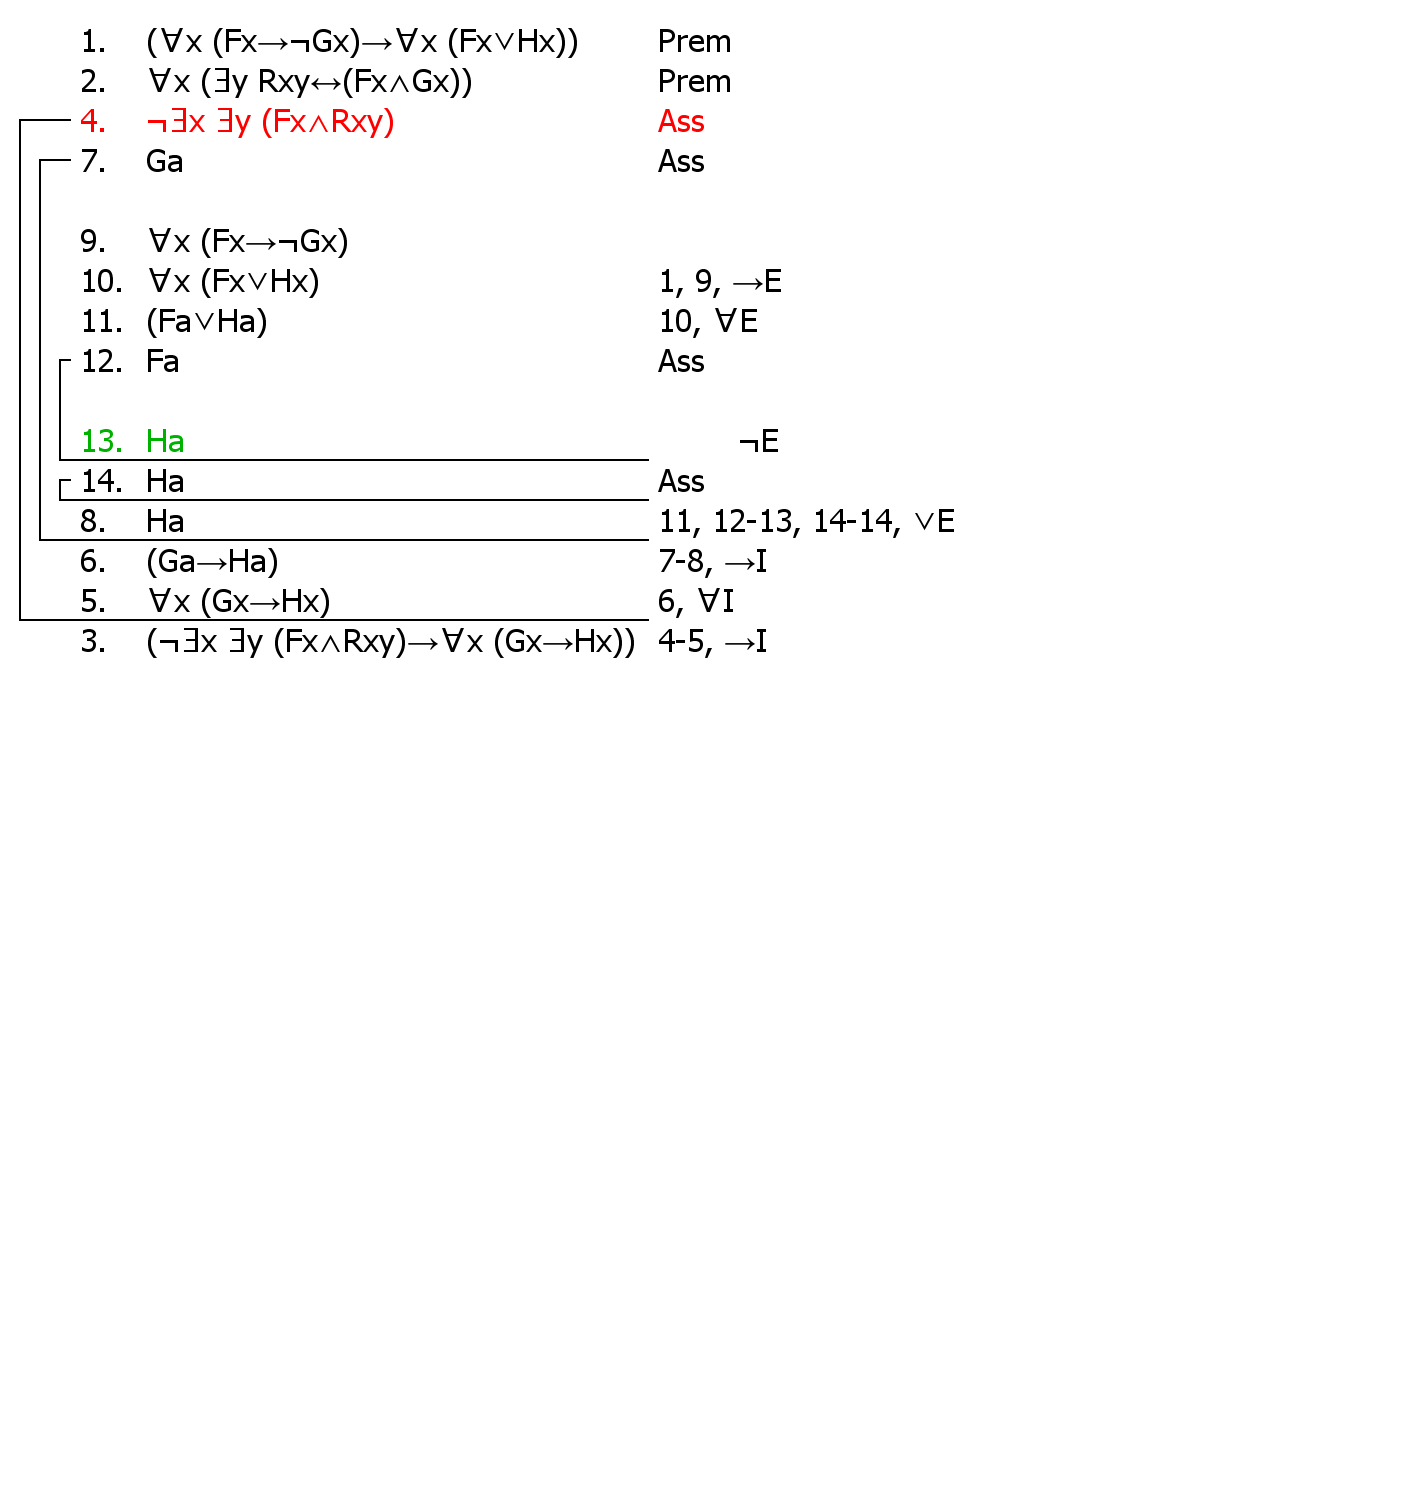 1. (∀x (Fx→¬Gx)→∀x (Fx∨Hx)) Prem
2. ∀x (∃y Rxy↔(Fx∧Gx)) Prem
4. ¬∃x ∃y (Fx∧Rxy) Ass
7. Ga Ass
9. ∀x (Fx→¬Gx)
10. ∀x (Fx∨Hx) 1, 9, →E
11. (Fa∨Ha) 10, ∀E
12. Fa Ass
13. Ha ¬E
14. Ha Ass
8. Ha 11, 12-13, 14-14, ∨E
6. (Ga→Ha) 7-8, →I
5. ∀x (Gx→Hx) 6, ∀I
3. (¬∃x ∃y (Fx∧Rxy)→∀x (Gx→Hx)) 4-5, →I